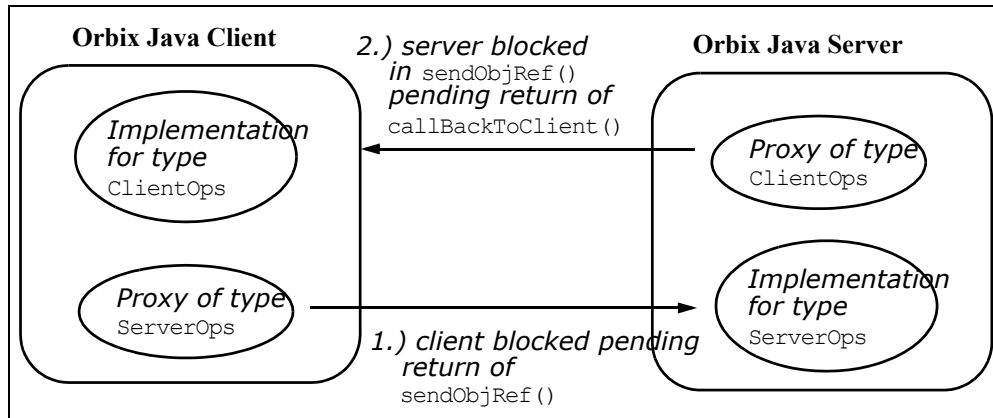 Orbix Java Client
2.) server blocked
in sendObjRef()
pending return of
callBackToClient()
Orbix Java Server
Implementation
for type
ClientOps
Proxy of type
ClientOps
Proxy of type
ServerOps
Implementation
for type
ServerOps
1.) client blocked pending
return of
sendObjRef()